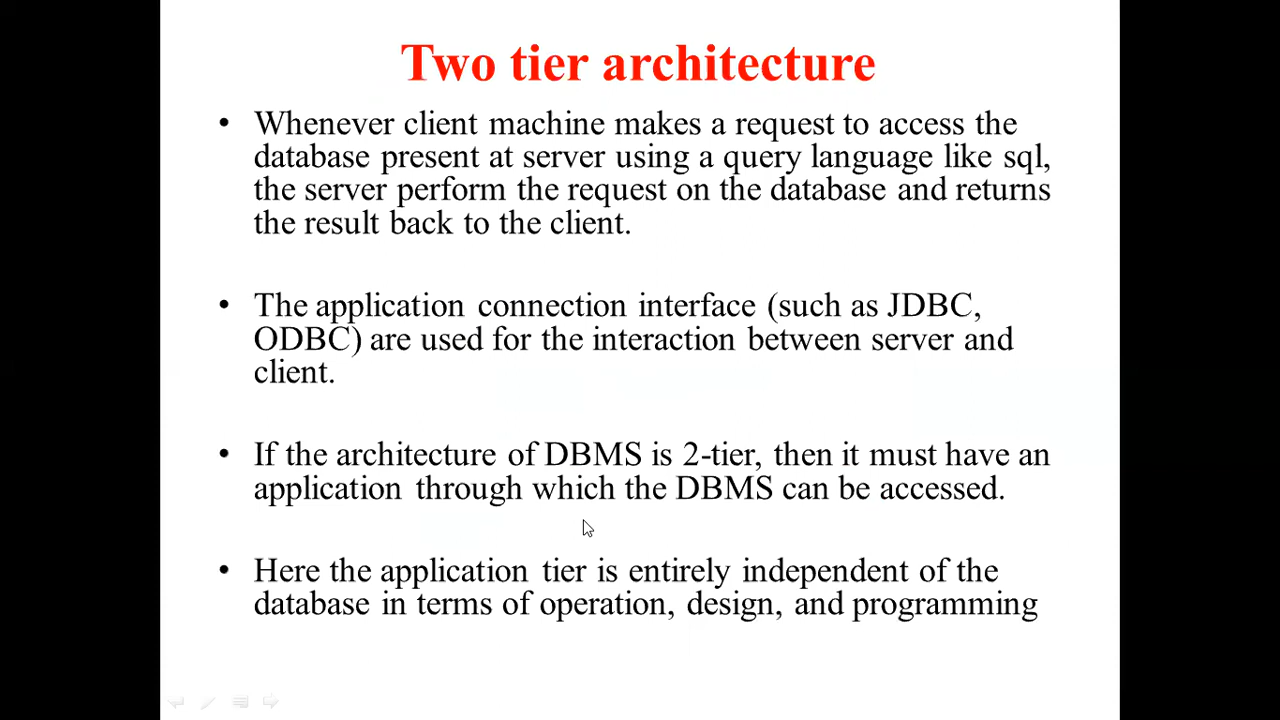 Two tier architecture
• Whenever client machine makes a request to access the
database present at server using a query language like sql,
the server perform the request on the database and returns
the result back to the client.
• The application connection interface (such as JDBC,
ODBC) are used for the interaction between server and
client.
• If the architecture of DBMS is 2-tier, then it must have an
application through which the DBMS can be accessed.
• Here the application tier is entirely independent of the
database in terms of operation, design, and programming